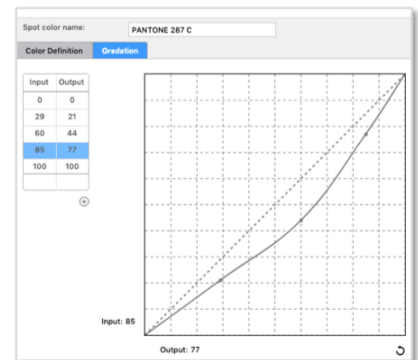 Spot color name: PANTONE 287 C
Color Definition Gradation
Input Output
0 0
29 21
60 44
85 77
100 100
Input: 85
Output: 77